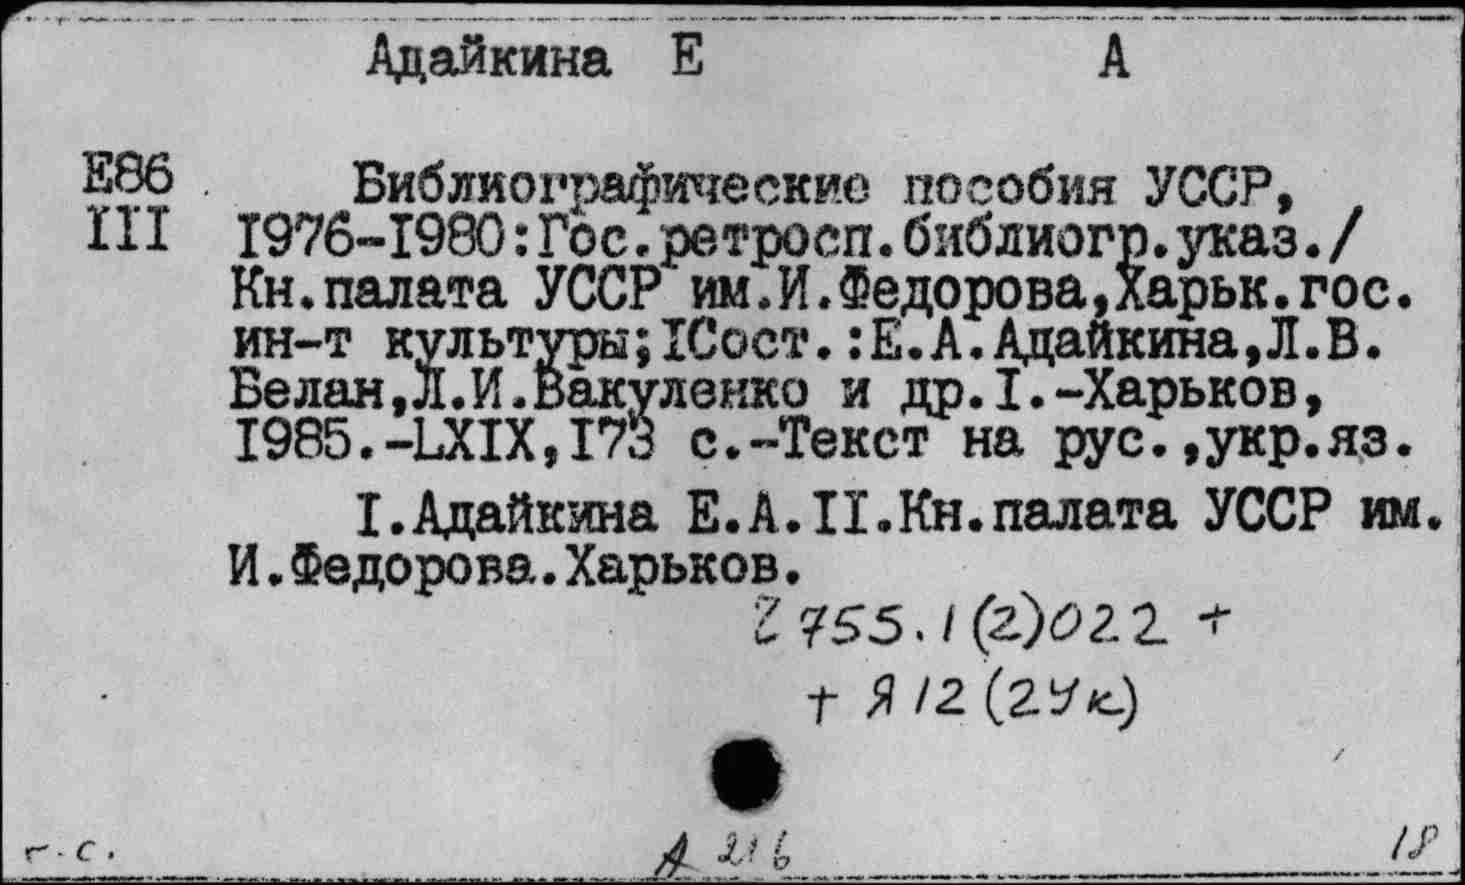 Адайкина Е А
Е86 Библиографические пособия УССР,
III 1976-1980:Гос.ретросп.библиогр.указ./
Кн.палата УССР им.И.Федорова,Харьк.гос.
ин-т культуры;IСост.:Е.А.Адайкина,Л.В.
Белан,Л.И.Вакуленко и др.I.-Харьков,
1985.-LXIX,173 с.-Текст на рус.,укр.яз.
I.Адайкина Е.А.II.Кн.палата УССР им.
И.Федорова.Харьков.
755.1(2)022 +
+ Я12(2Ук)
г.с. 18